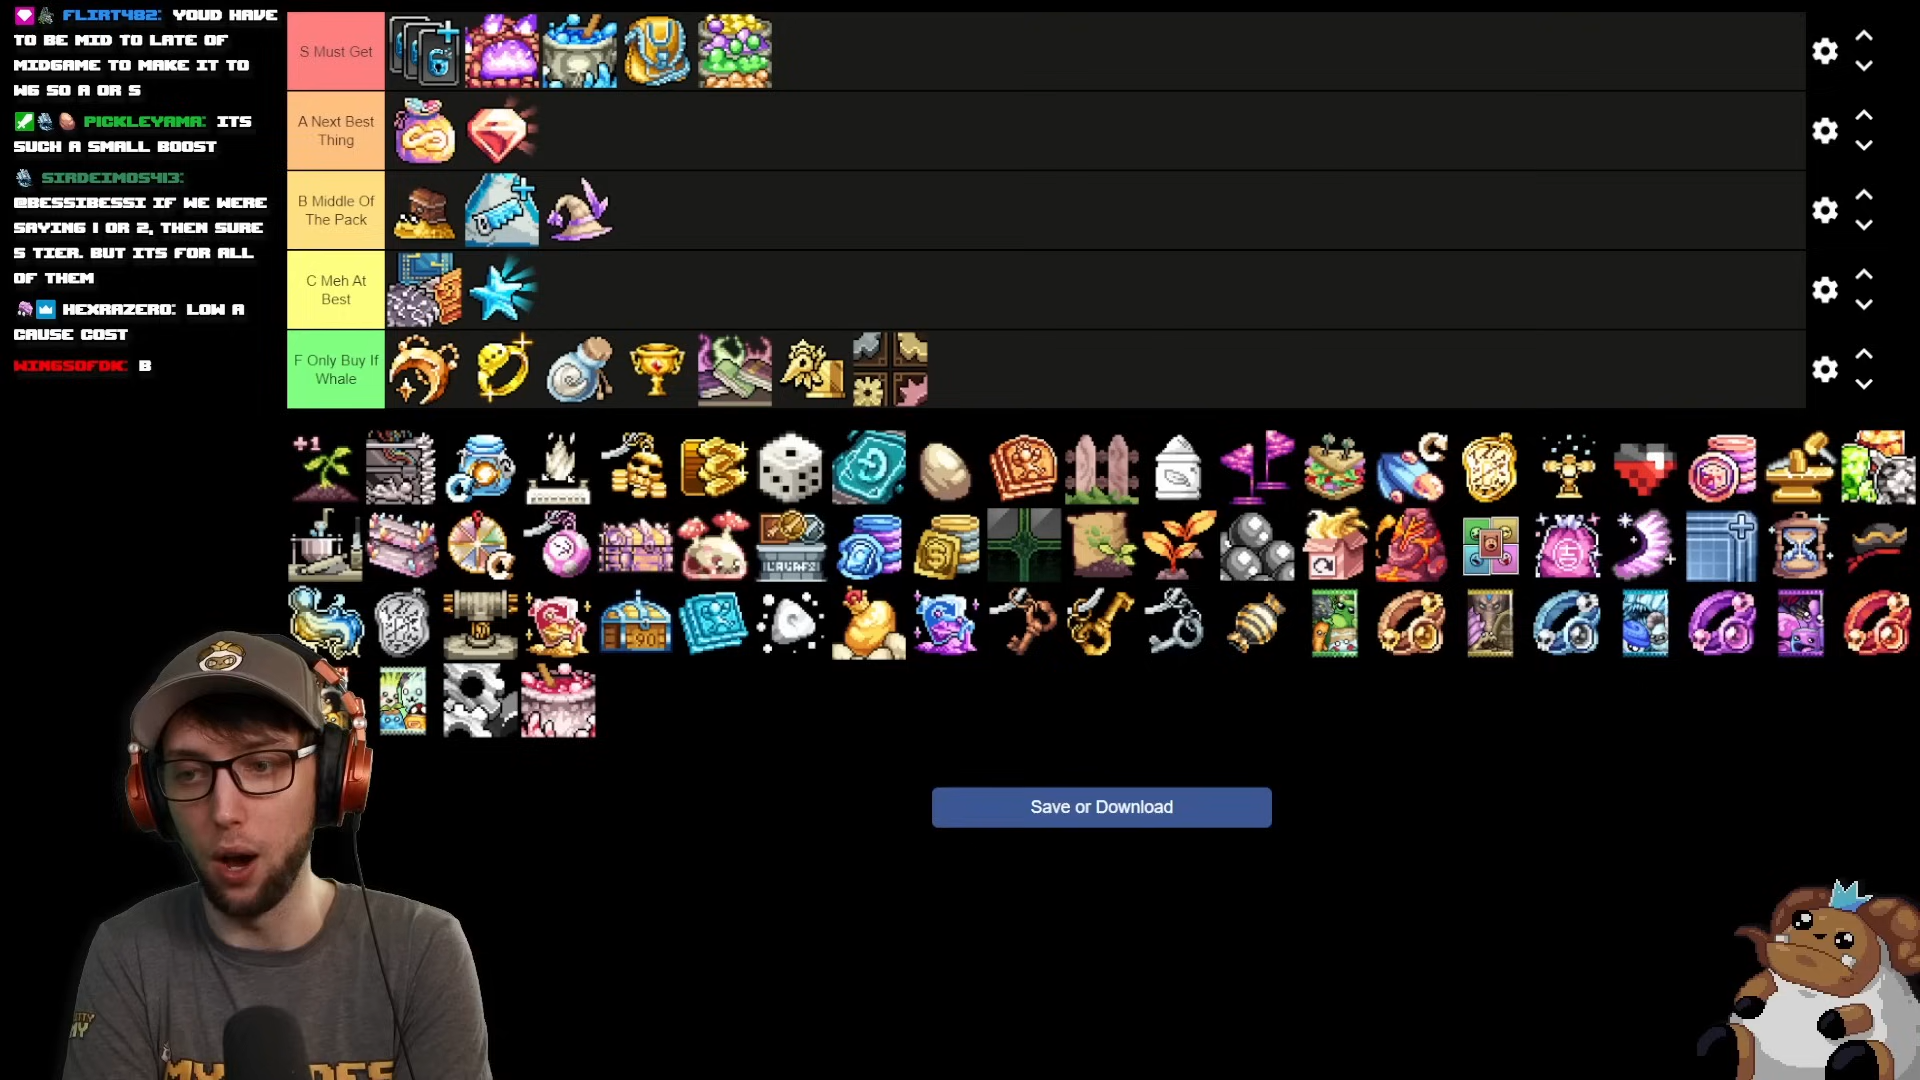 FLIRT482: YOUD HAVE
TO BE MID TO LATE OF
MIDGAME TO MAKE IT TO
W6 SO A OR S
PICKLEYAMA: ITS
SUCH A SMALL BOOST
SIRDEIMOS413:
@BESSIBESSI IF WE WERE
SAYING 1 OR 2, THEN SURE
S TIER. BUT ITS FOR ALL
OF THEM
HEXRAZERO: LOW A
CAUSE COST
WINGSOFDK: B
S Must Get
A Next Best
Thing
B Middle Of
The Pack
C Meh At
Best
F Only Buy If
Whale
+1
Save or Download